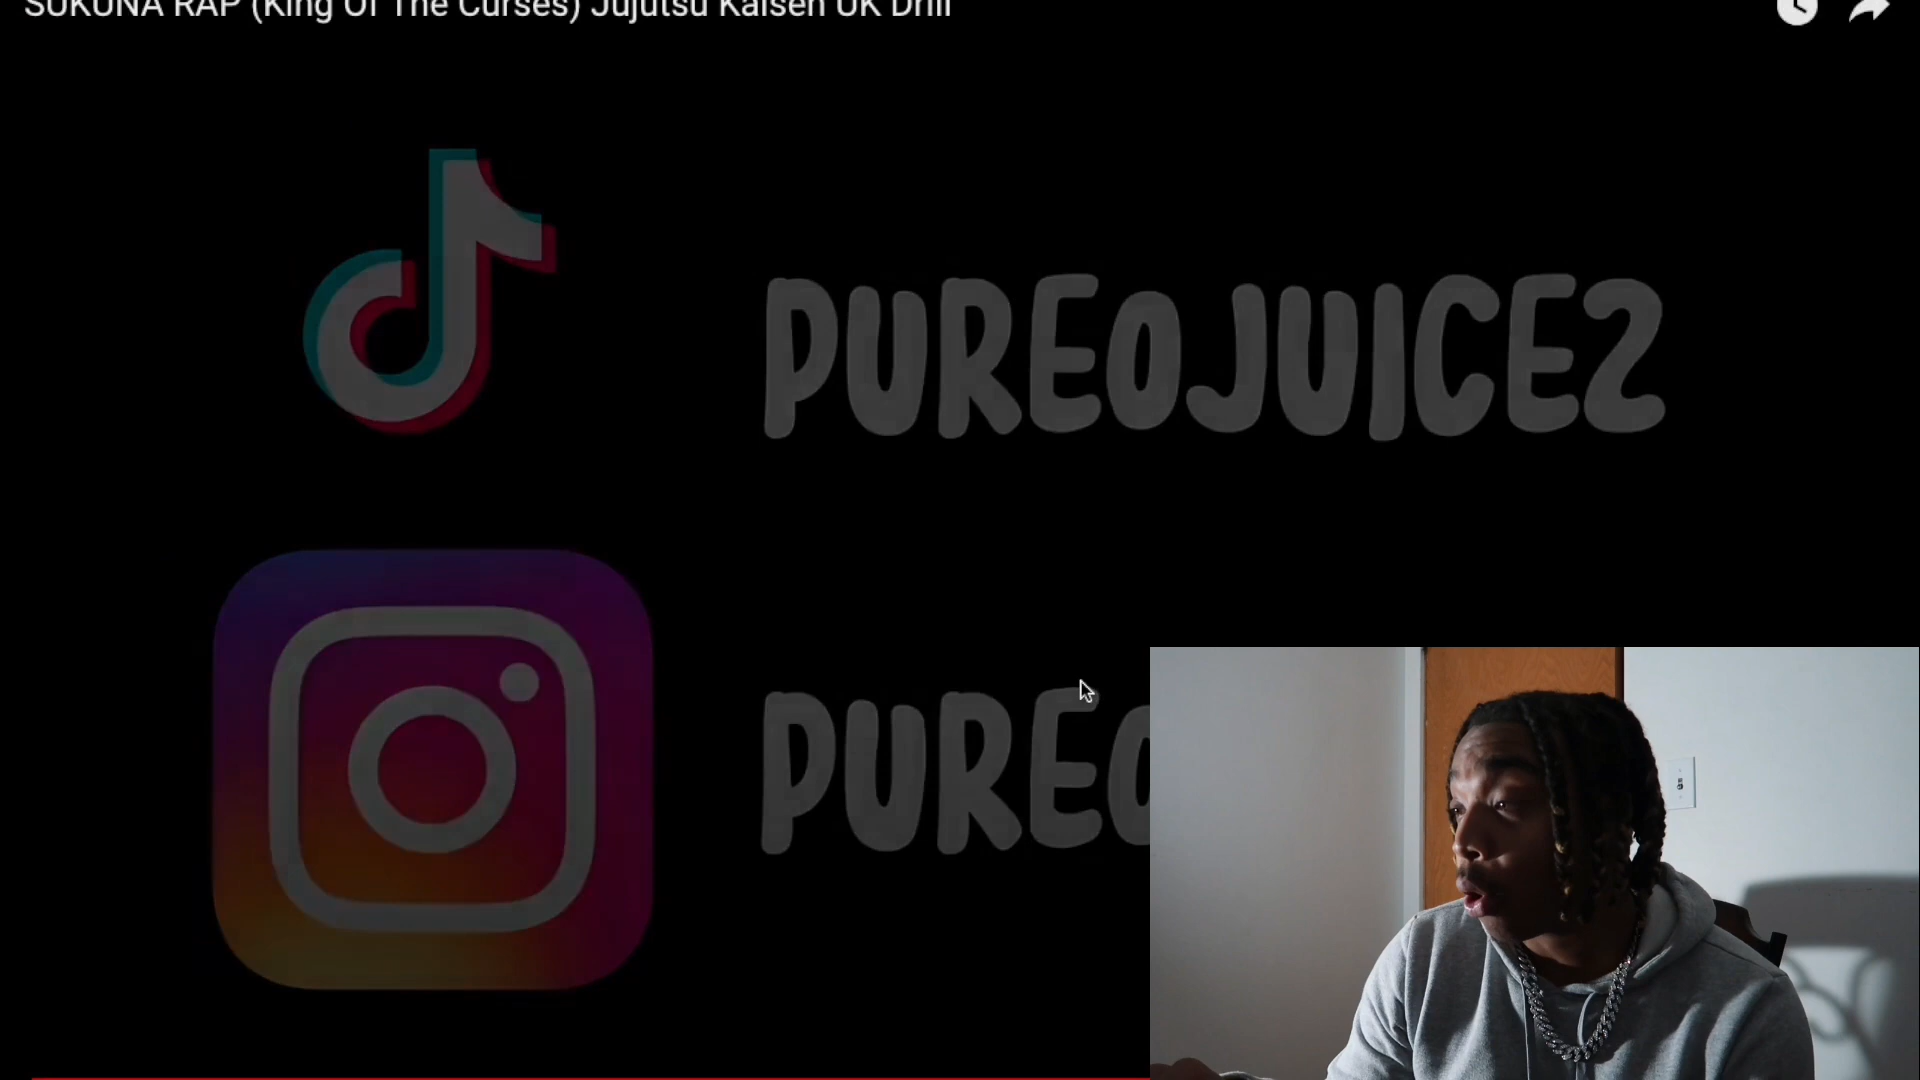 SUKUNA RAP (King Of The Curses) Jujutsu Kaisen UK Drill
PUREOJUICE2
PUREO